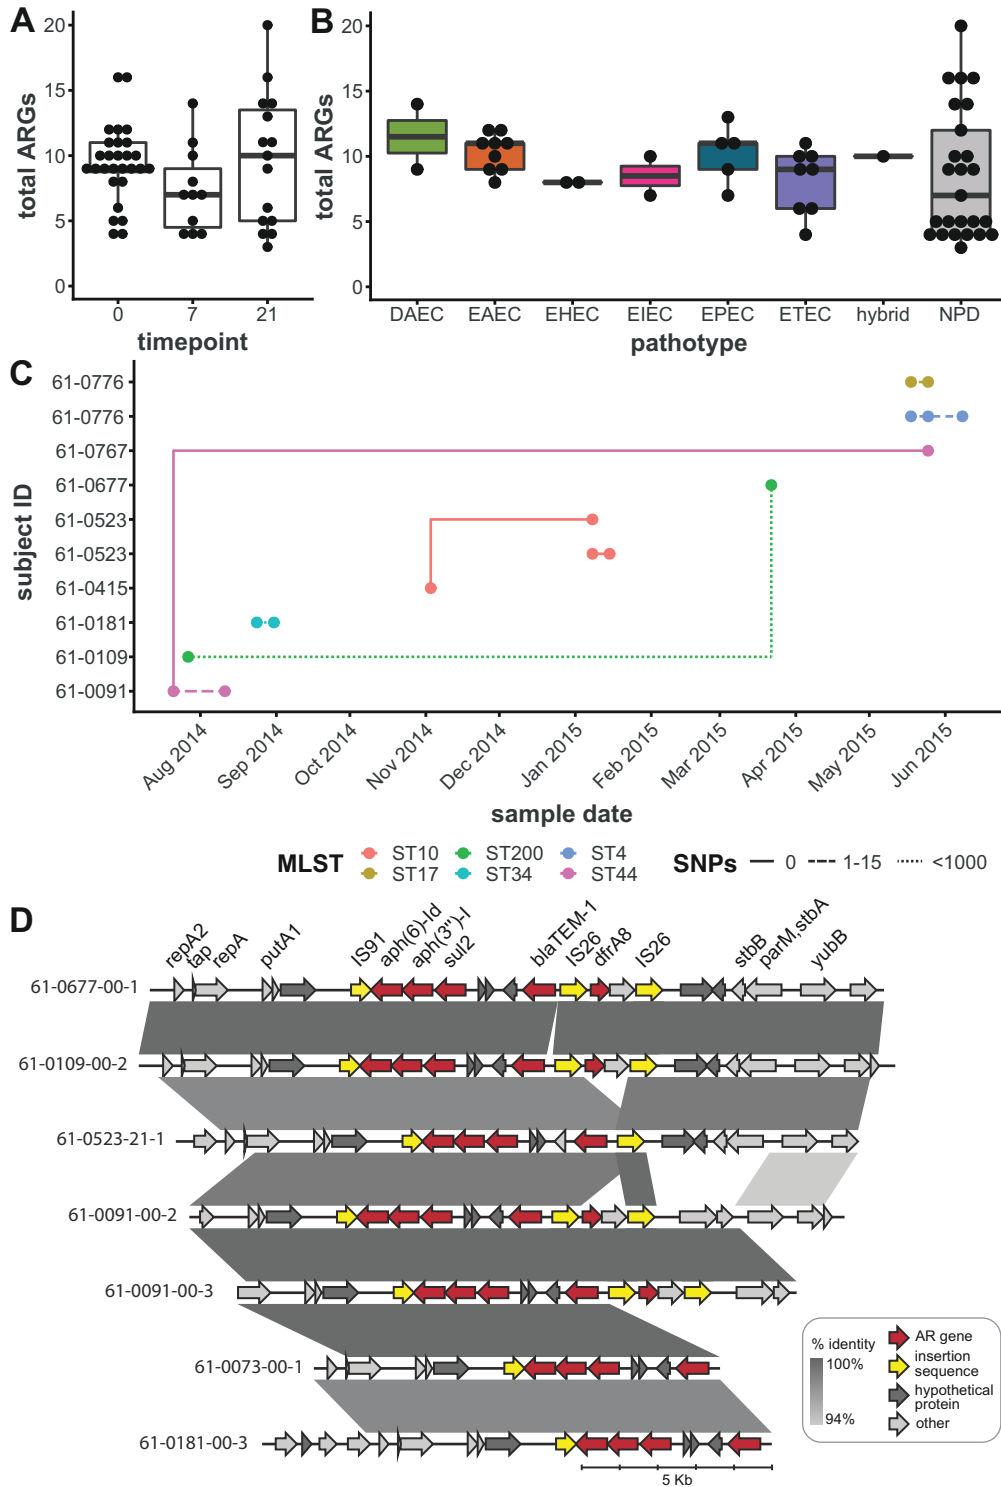 A
total ARGs
20
15
10
5
0
0 7 21
timepoint
B
total ARGs
20
15
10
5
0
DAEC EAEC EHEC EIEC EPEC ETEC hybrid NPD
pathotype
C
subject ID
61-0776
61-0776
61-0767
61-0677
61-0523
61-0523
61-0415
61-0181
61-0109
61-0091
Aug 2014 Sep 2014 Oct 2014 Nov 2014 Dec 2014 Jan 2015 Feb 2015 Mar 2015 Apr 2015 May 2015 Jun 2015
sample date
MLST ST10 ST200 ST4 SNPs 0 1-15 <1000
ST17 ST34 ST44
D
repA2 tap repA putA1 IS91 aph(6)-Id aph(3")-I sul2 blaTEM-1 IS26 dfrA8 IS26 stbB parM,stbA yubB
61-0677-00-1
61-0109-00-2
61-0523-21-1
61-0091-00-2
61-0091-00-3
61-0073-00-1
61-0181-00-3
5 Kb
% identity
100%
94%
AR gene
insertion
sequence
hypothetical
protein
other